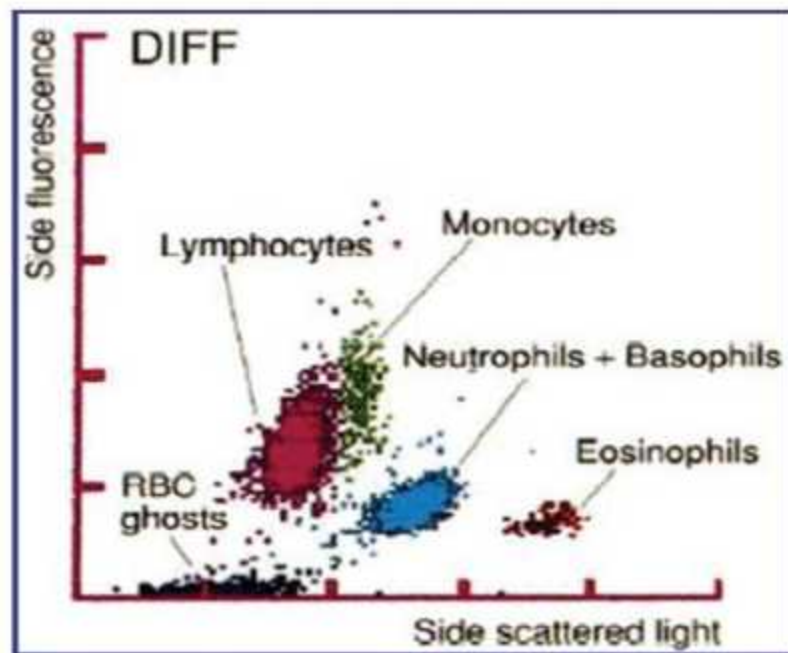 DIFF
Side fluorescence
Monocytes
Lymphocytes
Neutrophils + Basophils
Eosinophils
RBC
ghosts
Side scattered light